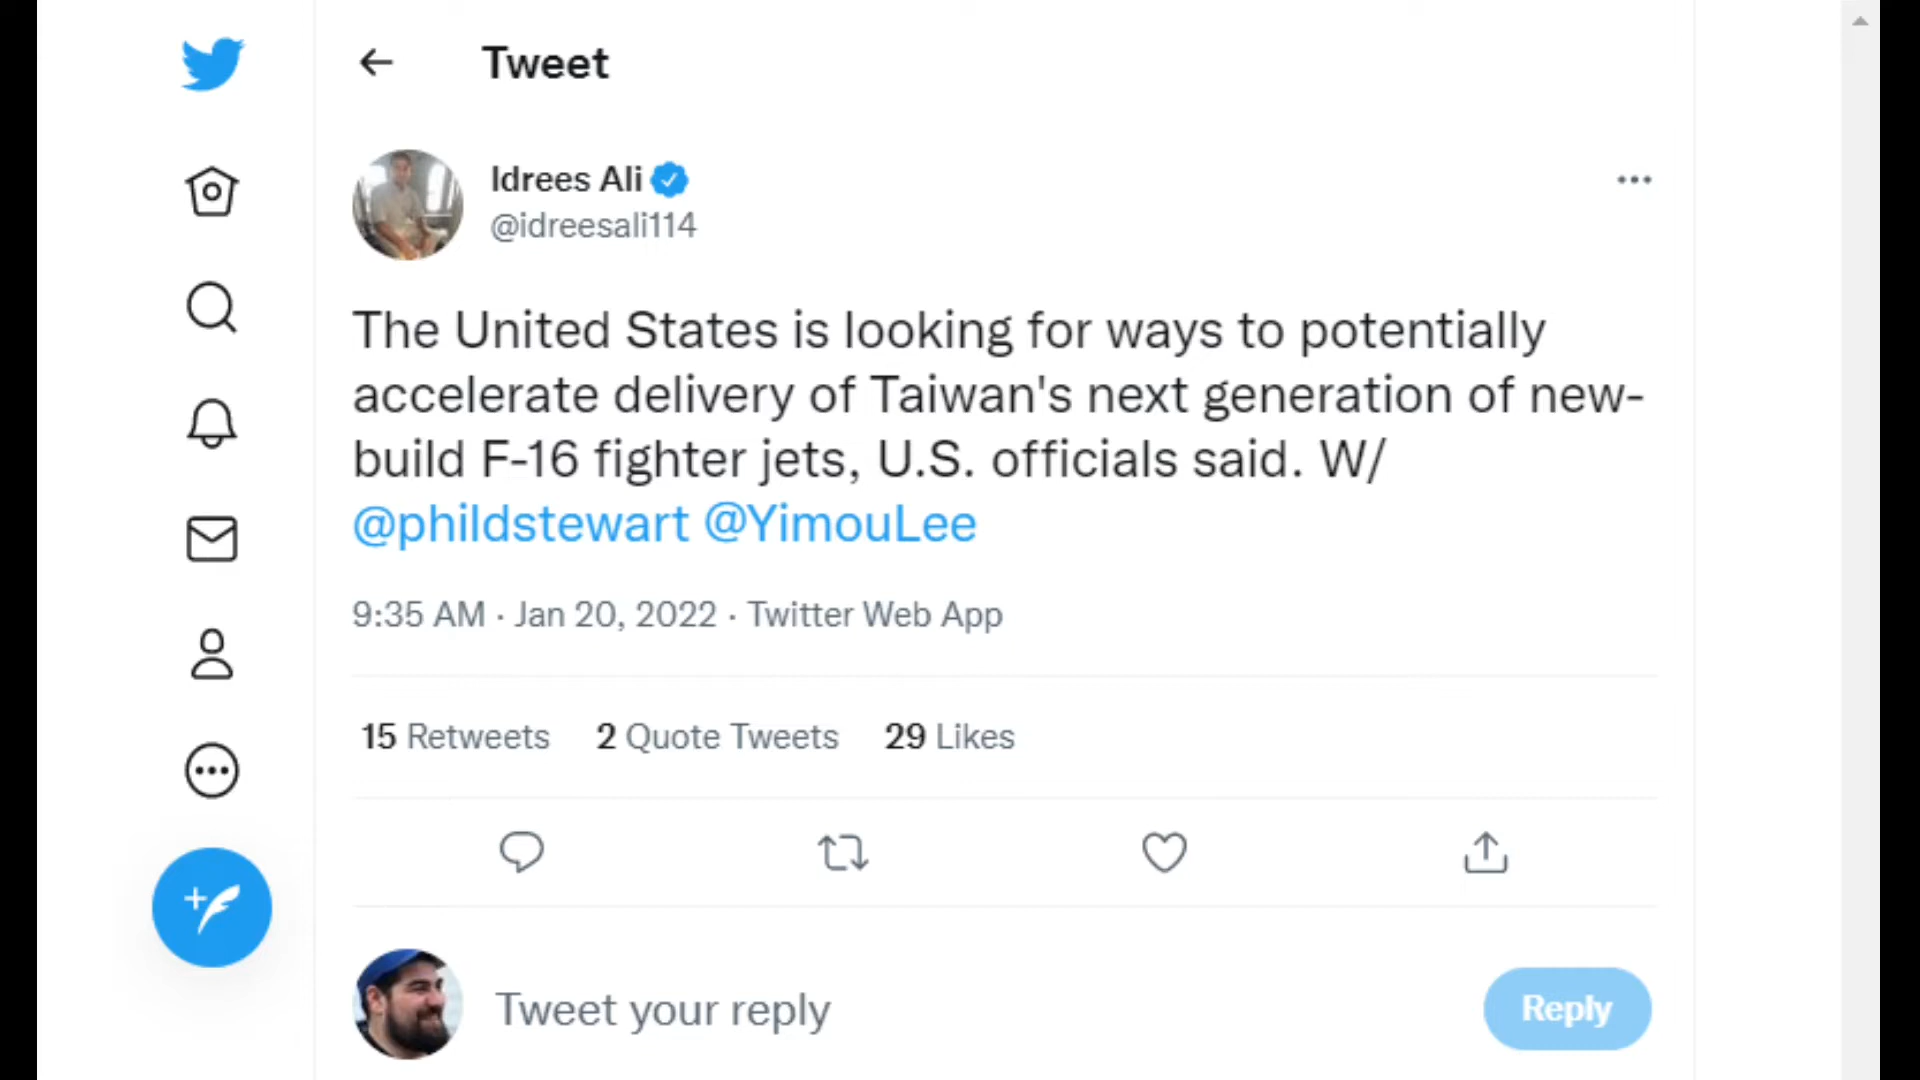 Tweet
Idrees Ali
@idreesali114
The United States is looking for ways to potentially
accelerate delivery of Taiwan's next generation of new-
build F-16 fighter jets, U.S. officials said. W/
@phildstewart @YimouLee
9:35 AM · Jan 20, 2022 · Twitter Web App
15 Retweets 2 Quote Tweets 29 Likes
Tweet your reply
Reply